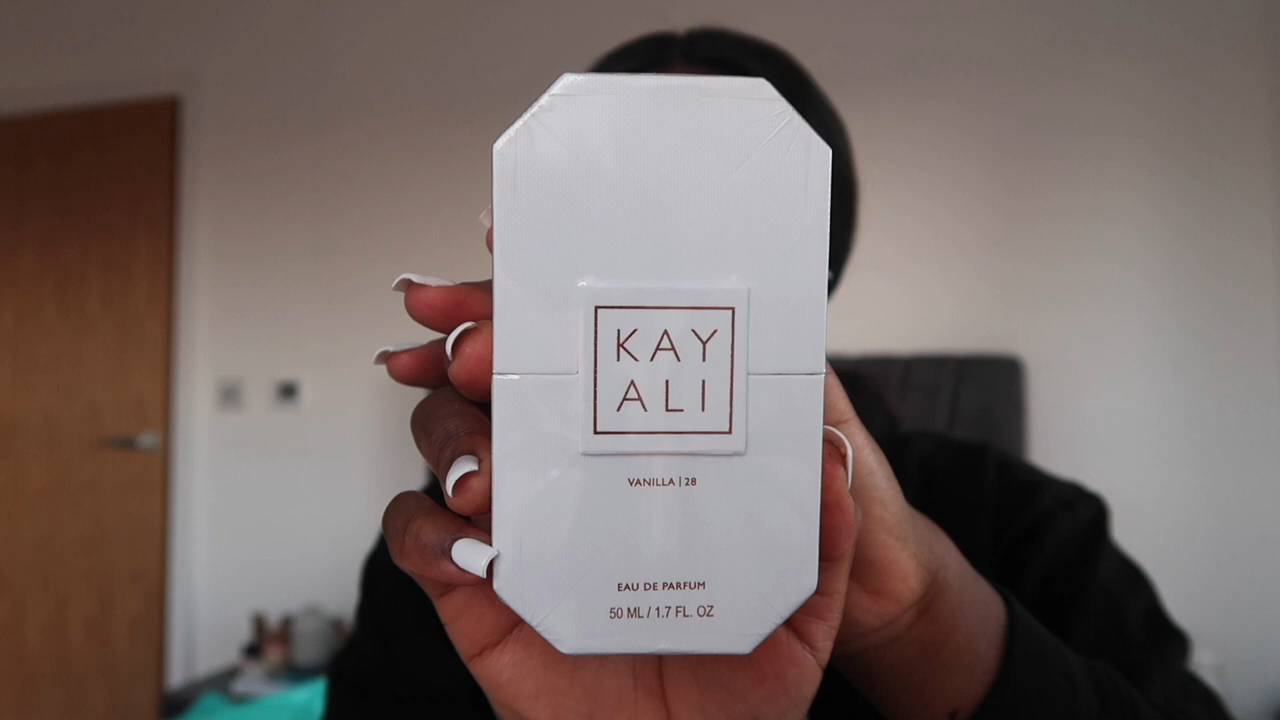 KAY
ALI
VANILLA | 28
EAU DE PARFUM
50 ML / 1.7 FL. OZ